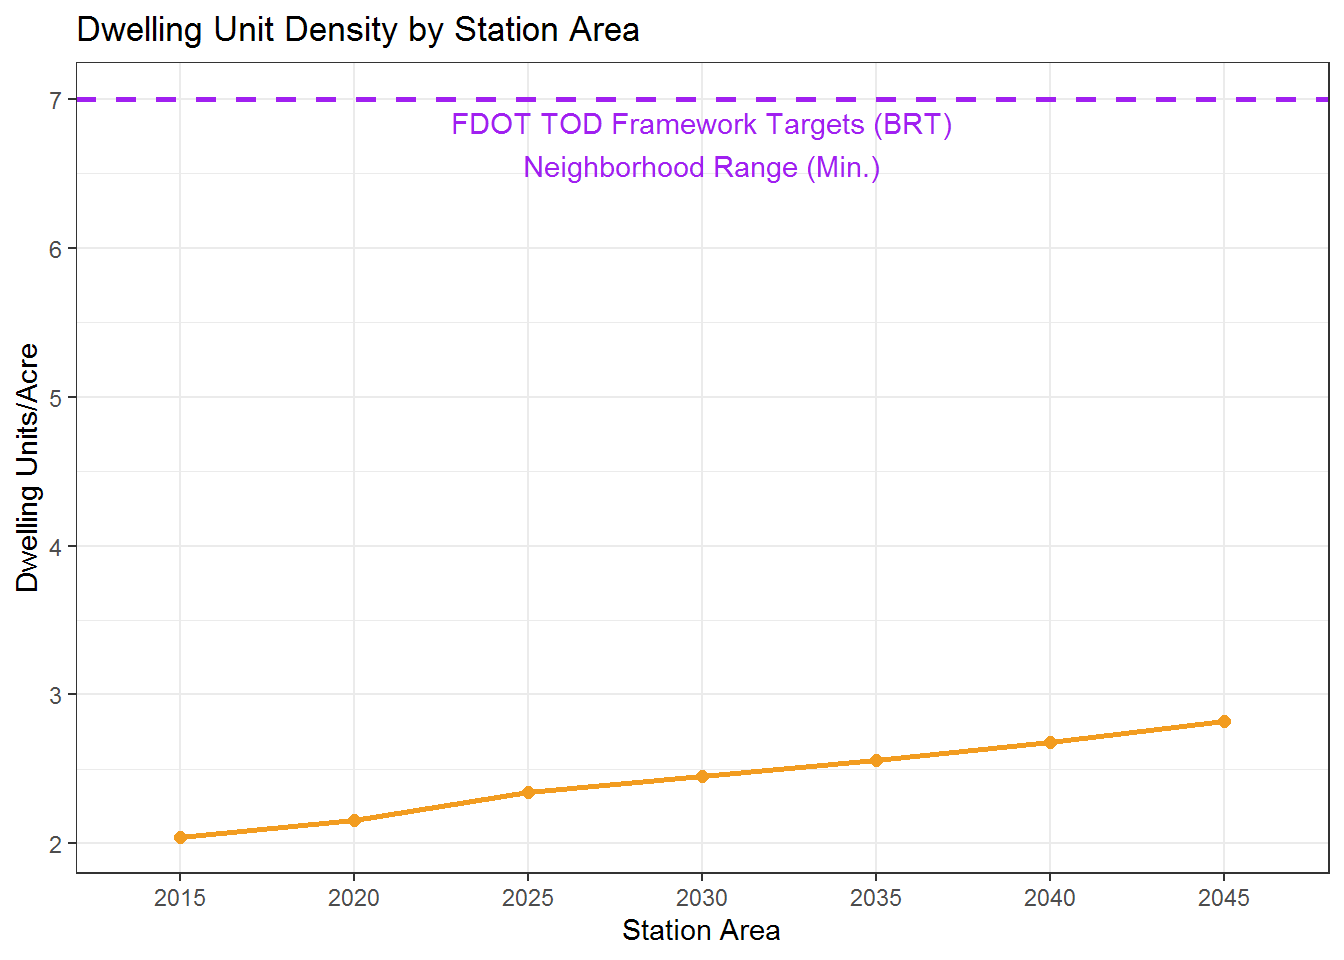 Dwelling Unit Density by Station Area
7
FDOT TOD Framework Targets (BRT)
Neighborhood Range (Min.)
6
5
4
3
2
Dwelling Units/Acre
2015 2020 2025 2030 2035 2040 2045
Station Area